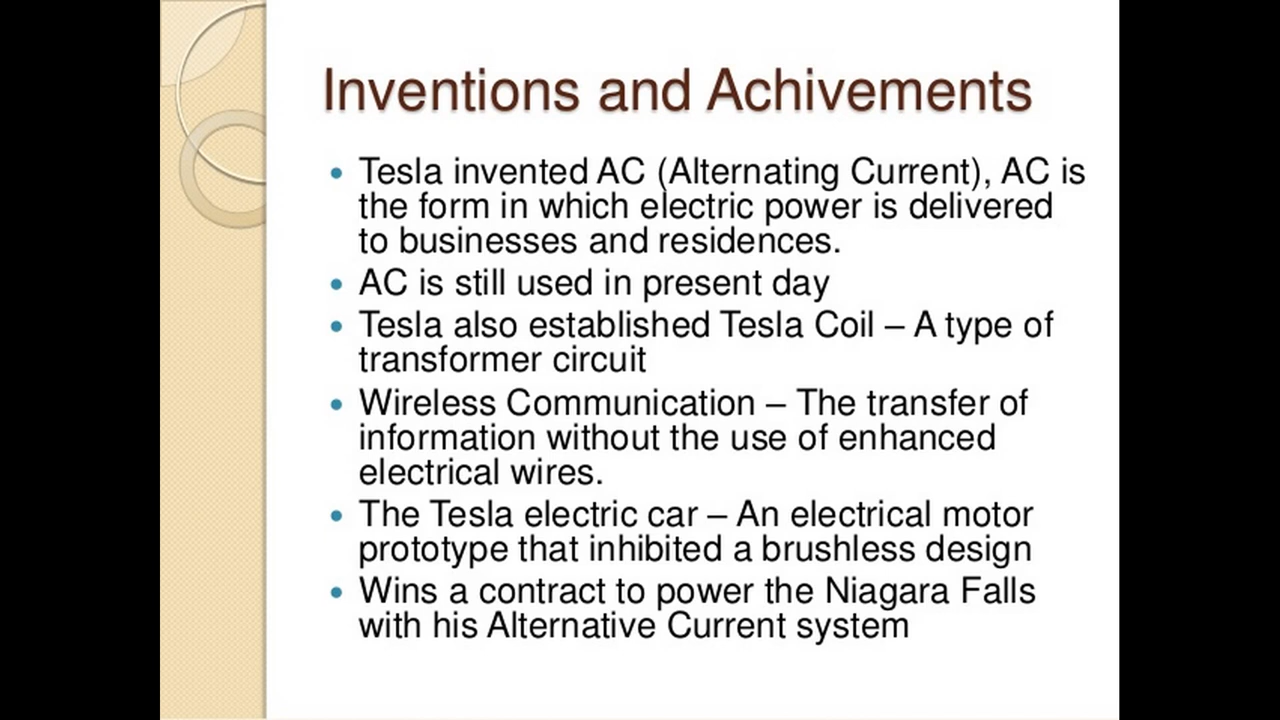 Inventions and Achivements
• Tesla invented AC (Alternating Current), AC is
the form in which electric power is delivered
to businesses and residences.
• AC is still used in present day
• Tesla also established Tesla Coil – A type of
transformer circuit
• Wireless Communication – The transfer of
information without the use of enhanced
electrical wires.
• The Tesla electric car – An electrical motor
prototype that inhibited a brushless design
• Wins a contract to power the Niagara Falls
with his Alternative Current system